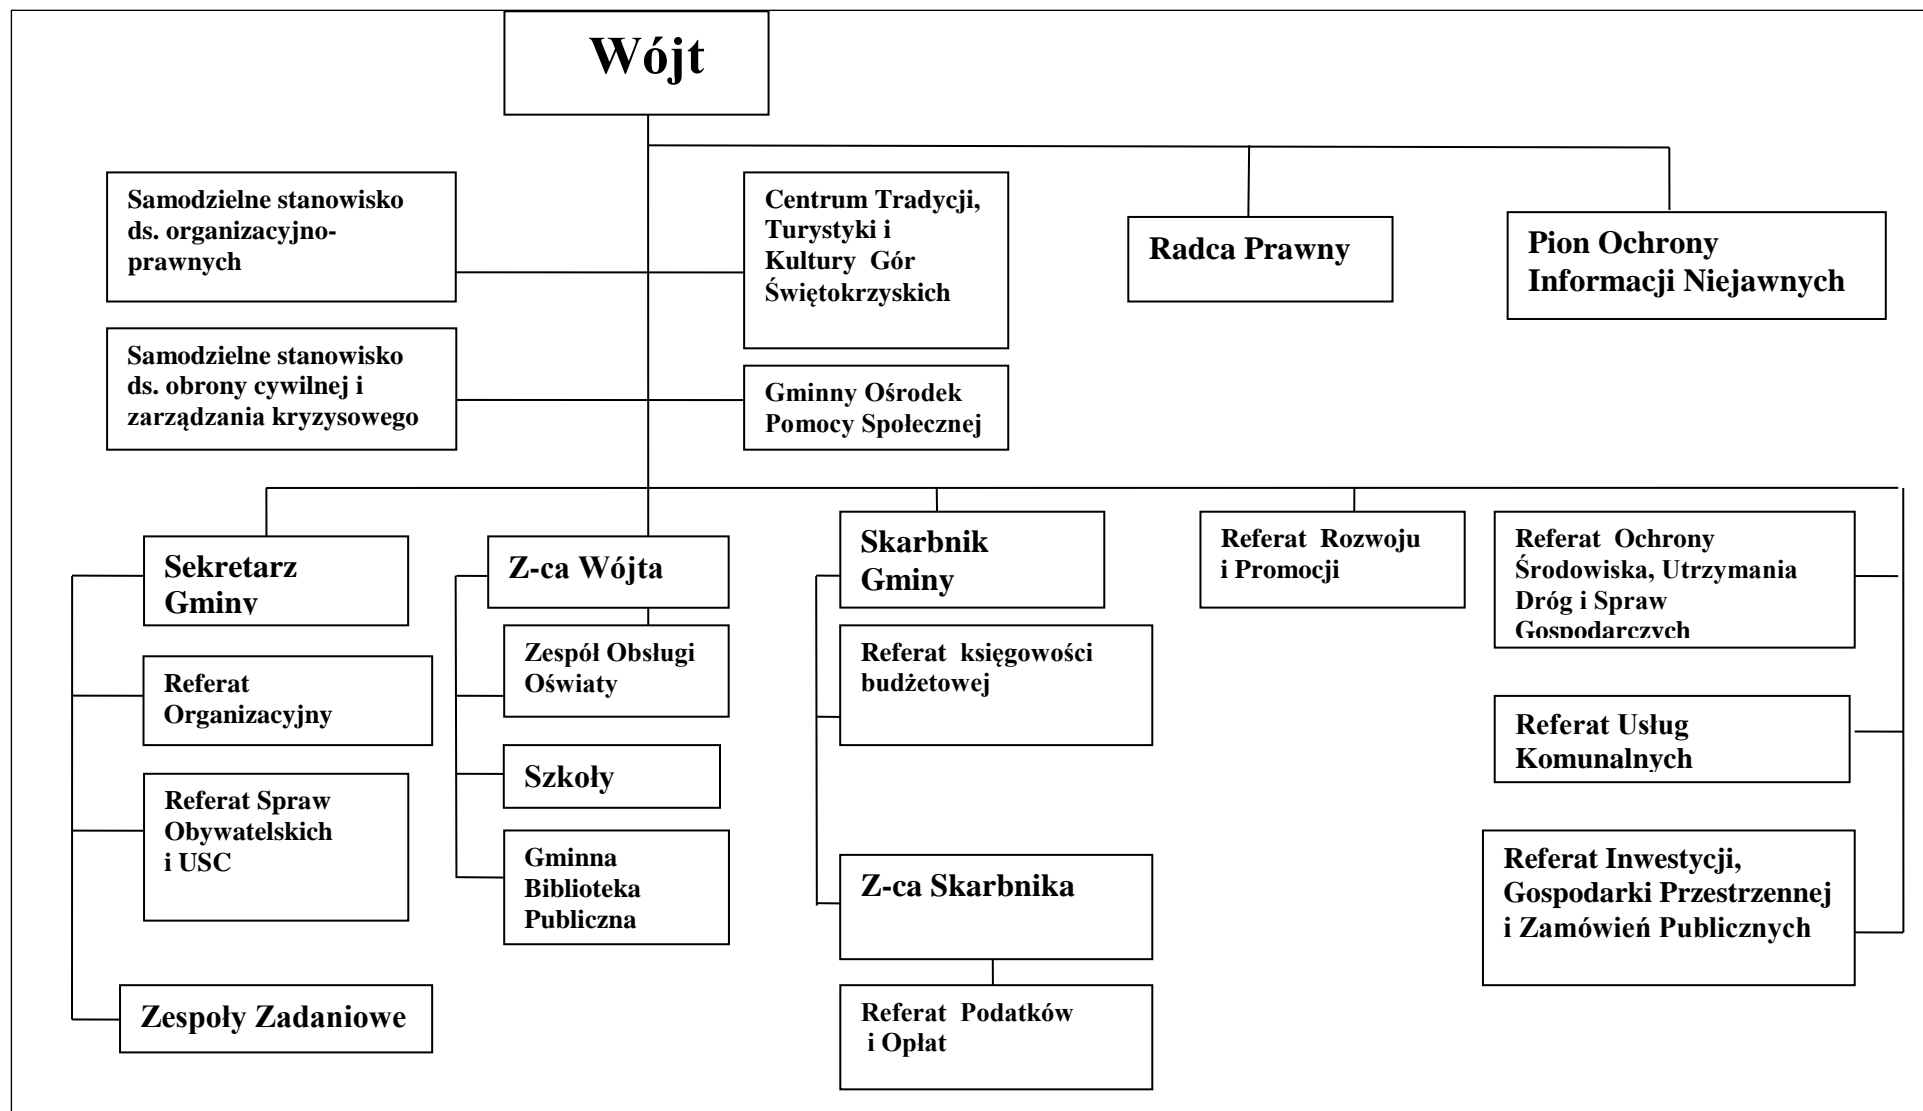 Wójt
Samodzielne stanowisko
ds. organizacyjno-
prawnych
Centrum Tradycji,
Turystyki i
Kultury Gór
Świętokrzyskich
Radca Prawny
Pion Ochrony
Informacji Niejawnych
Samodzielne stanowisko
ds. obrony cywilnej i
zarządzania kryzysowego
Gminny Ośrodek
Pomocy Społecznej
Sekretarz
Gminy
Z-ca Wójta
Skarbnik
Gminy
Referat Rozwoju
i Promocji
Referat Ochrony
Środowiska, Utrzymania
Dróg i Spraw
Gospodarczych
Referat
Organizacyjny
Zespół Obsługi
Oświaty
Referat księgowości
budżetowej
Referat Usług
Komunalnych
Referat Spraw
Obywatelskich
i USC
Szkoły
Gminna
Biblioteka
Publiczna
Z-ca Skarbnika
Referat Inwestycji,
Gospodarki Przestrzennej
i Zamówień Publicznych
Zespoły Zadaniowe
Referat Podatków
i Opłat